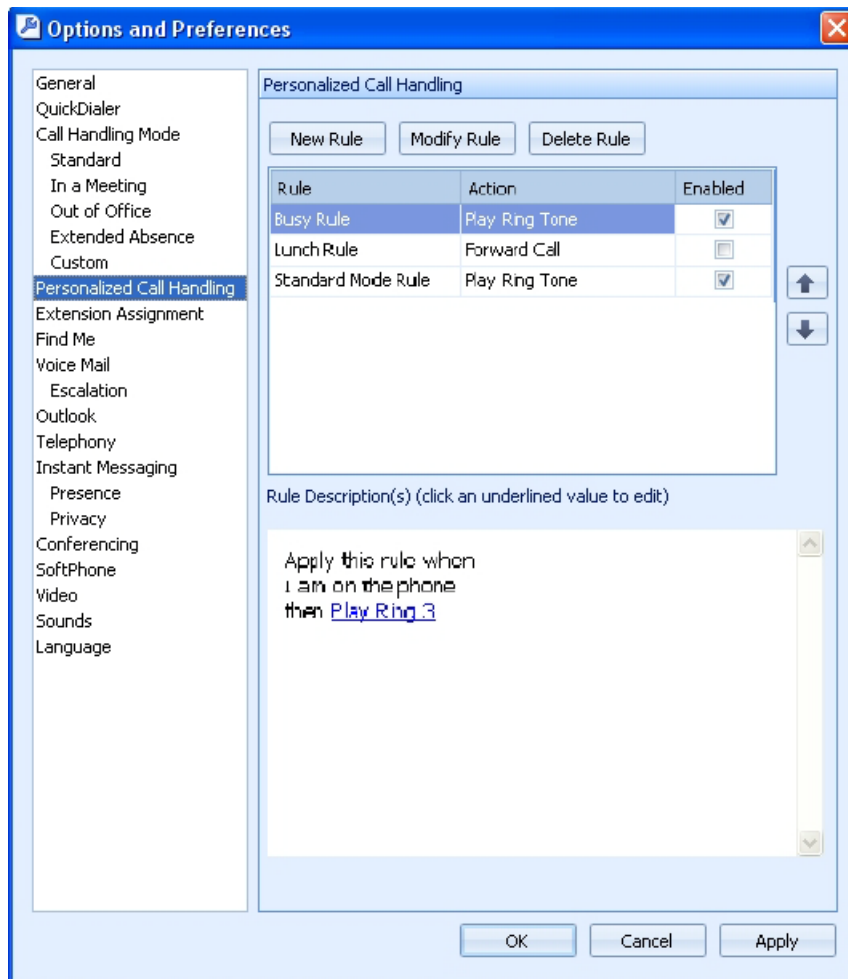 Options and Preferences
General
QuickDialer
Call Handling Mode
Standard
In a Meeting
Out of Office
Extended Absence
Custom
Personalized Call Handling
Extension Assignment
Find Me
Voice Mail
Escalation
Outlook
Telephony
Instant Messaging
Presence
Privacy
Conferencing
SoftPhone
Video
Sounds
Language
Personalized Call Handling
New Rule Modify Rule Delete Rule
Rule Action Enabled
Busy Rule Play Ring Tone
Lunch Rule Forward Call
Standard Mode Rule Play Ring Tone
Rule Description(s) (click an underlined value to edit)
Apply this rule when
I am on the phone
then Play Ring 3
OK Cancel Apply